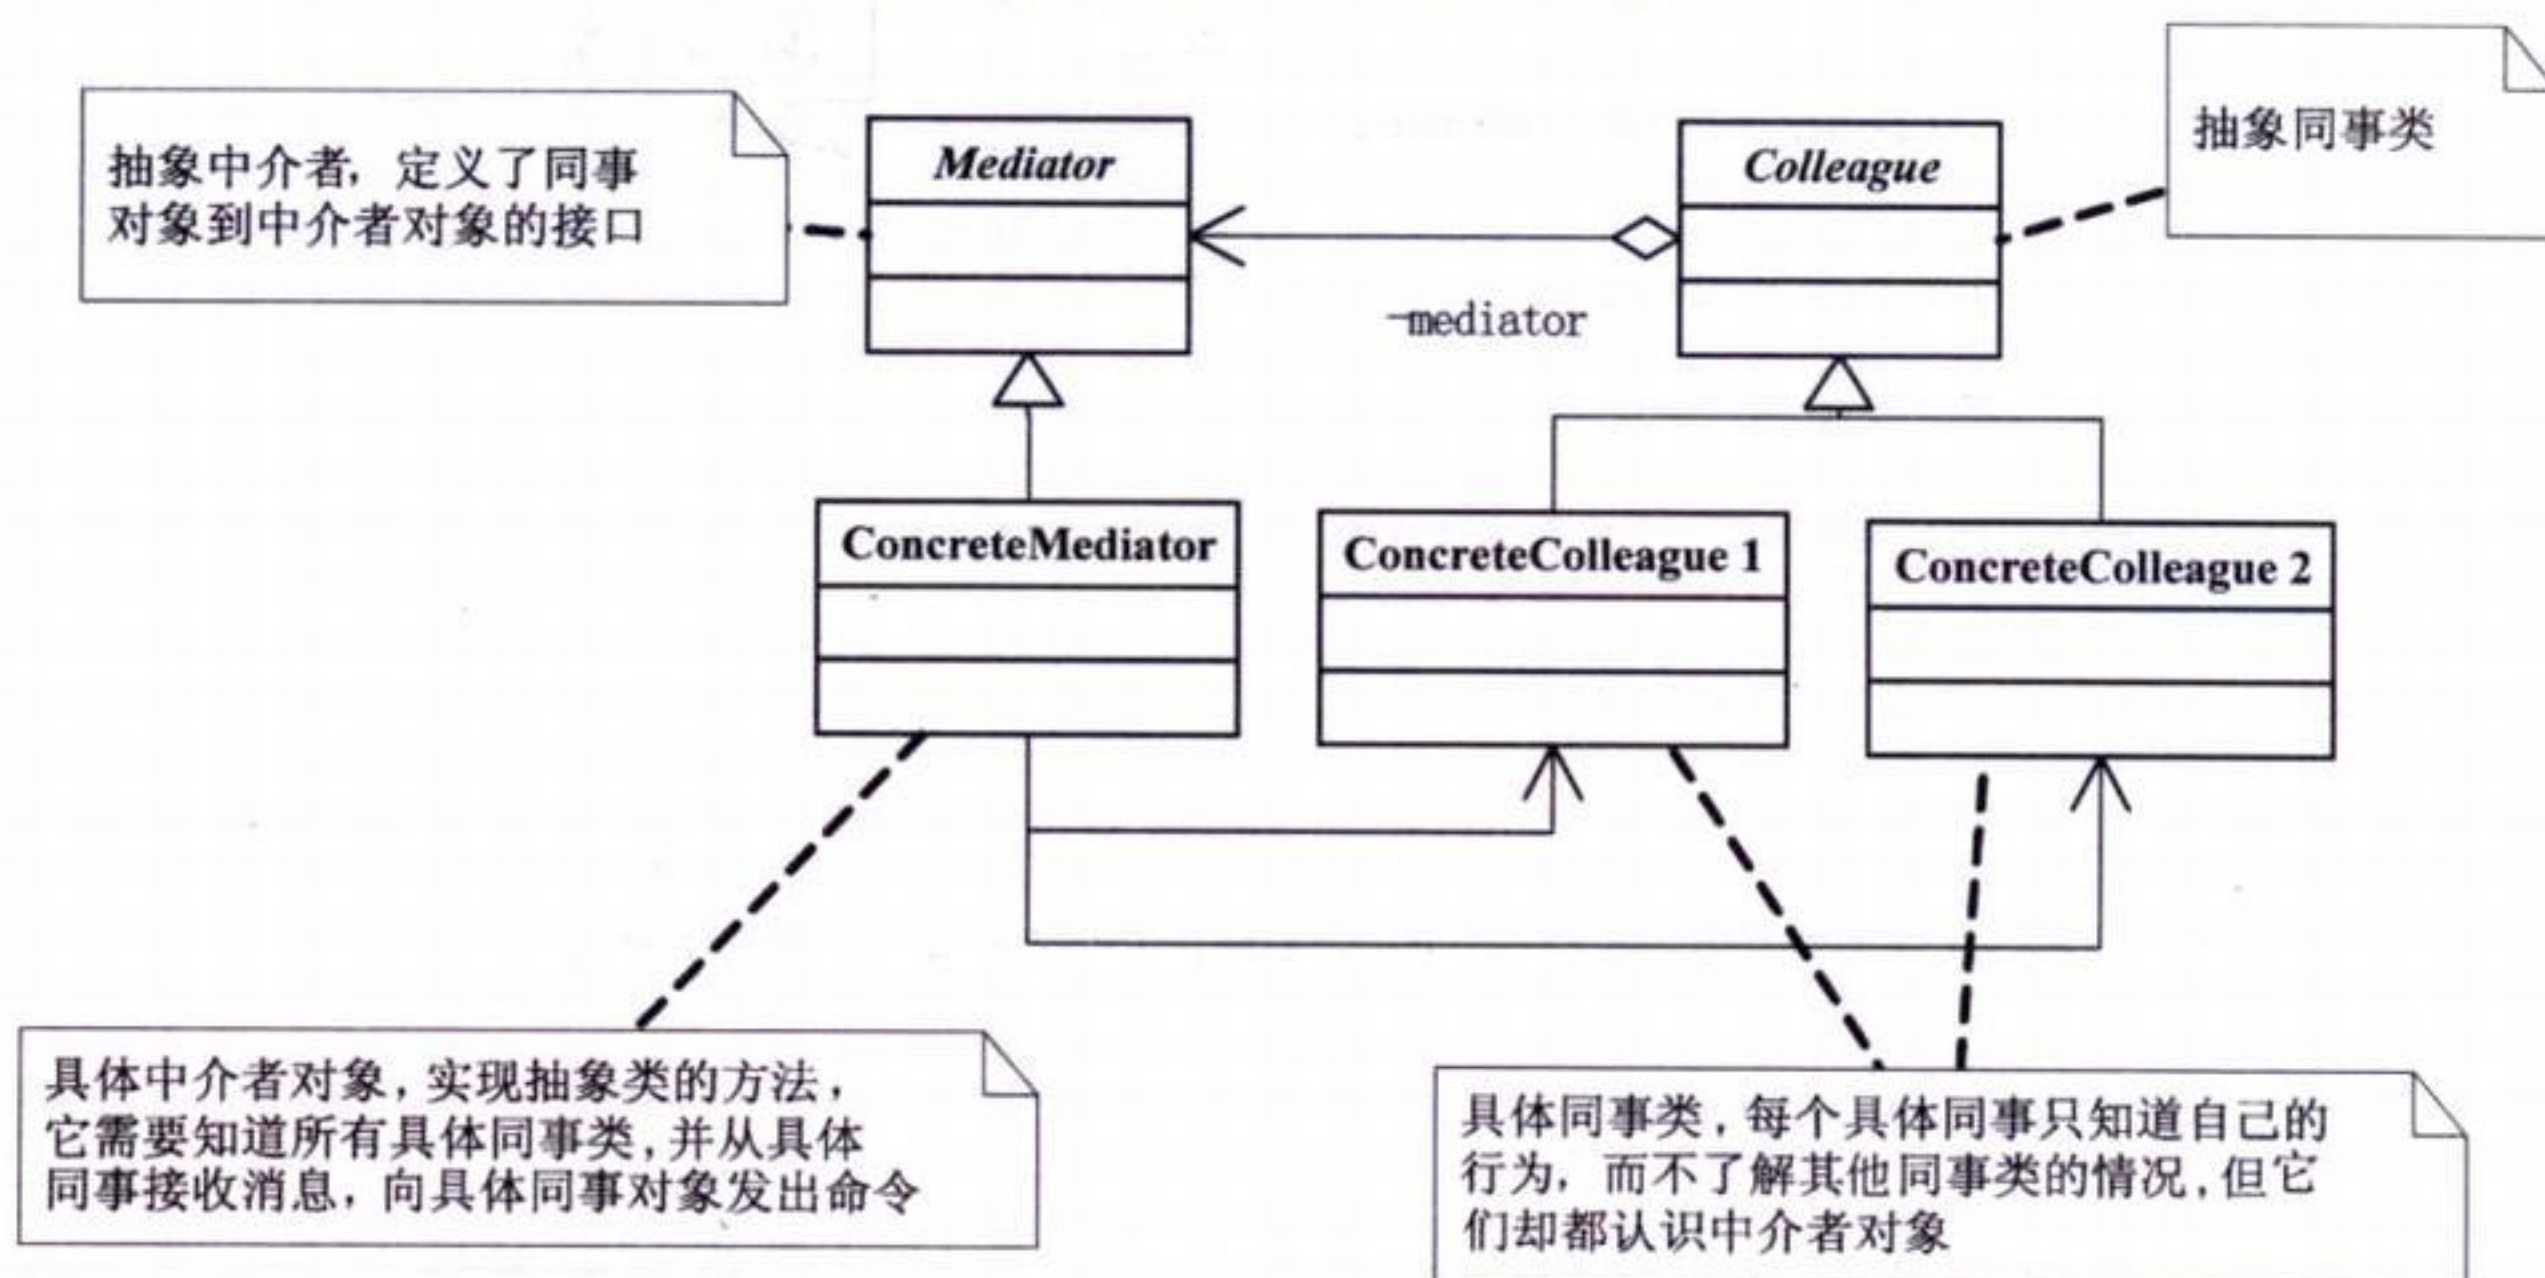 抽象同事类
抽象中介者，定义了同事
对象到中介者对象的接口
Mediator
Colleague
-mediator
ConcreteMediator
ConcreteColleague 1
ConcreteColleague 2
具体中介者对象，实现抽象类的方法，
它需要知道所有具体同事类，并从具体
同事接收消息，向具体同事对象发出命令
具体同事类，每个具体同事只知道自己的
行为，而不了解其他同事类的情况，但它
们却都认识中介者对象